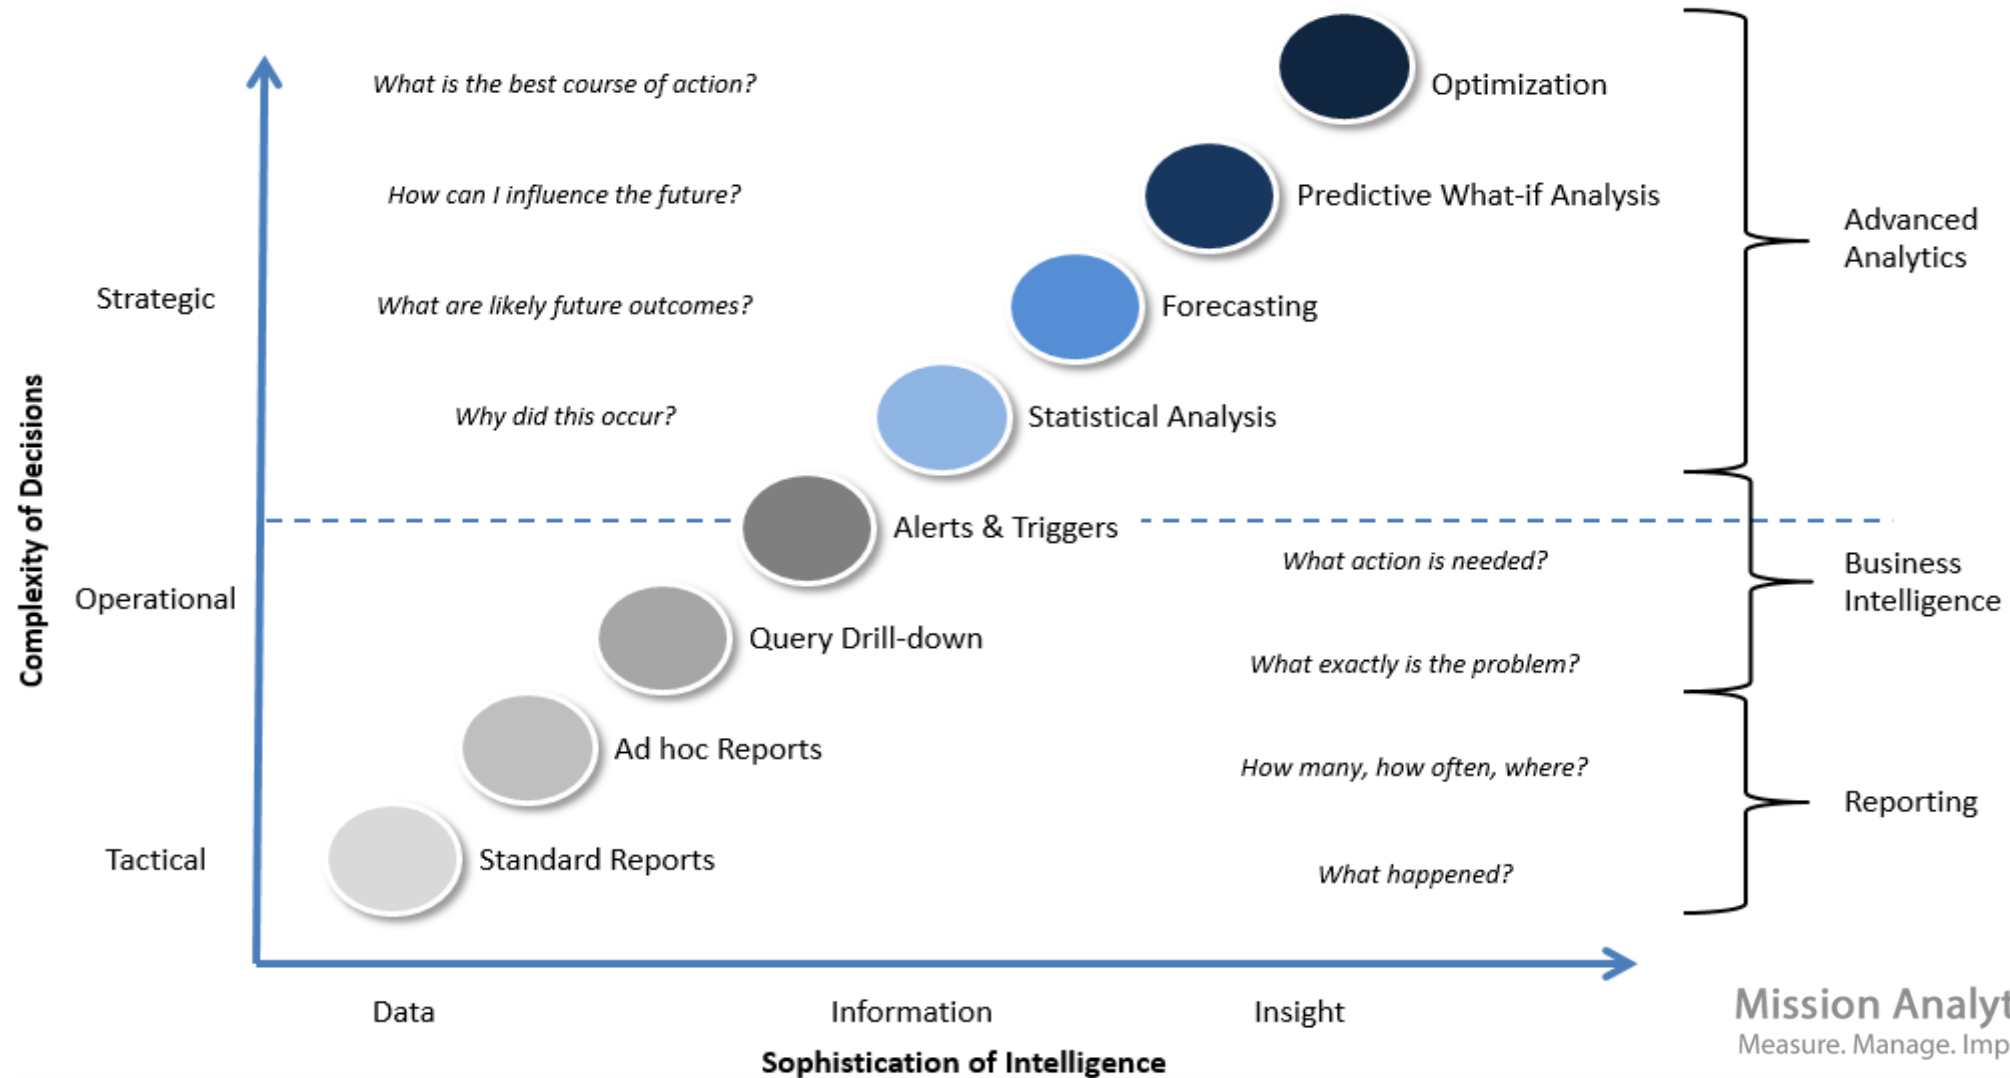 What is the best course of action?
Optimization
How can I influence the future?
Predictive What-if Analysis
Advanced
Analytics
Strategic
What are likely future outcomes?
Forecasting
Why did this occur?
Statistical Analysis
Complexity of Decisions
Alerts & Triggers
What action is needed?
Business
Intelligence
Operational
Query Drill-down
What exactly is the problem?
Ad hoc Reports
How many, how often, where?
Reporting
Tactical
Standard Reports
What happened?
Data
Information
Insight
Sophistication of Intelligence
Mission Analyt
Measure. Manage. Imp